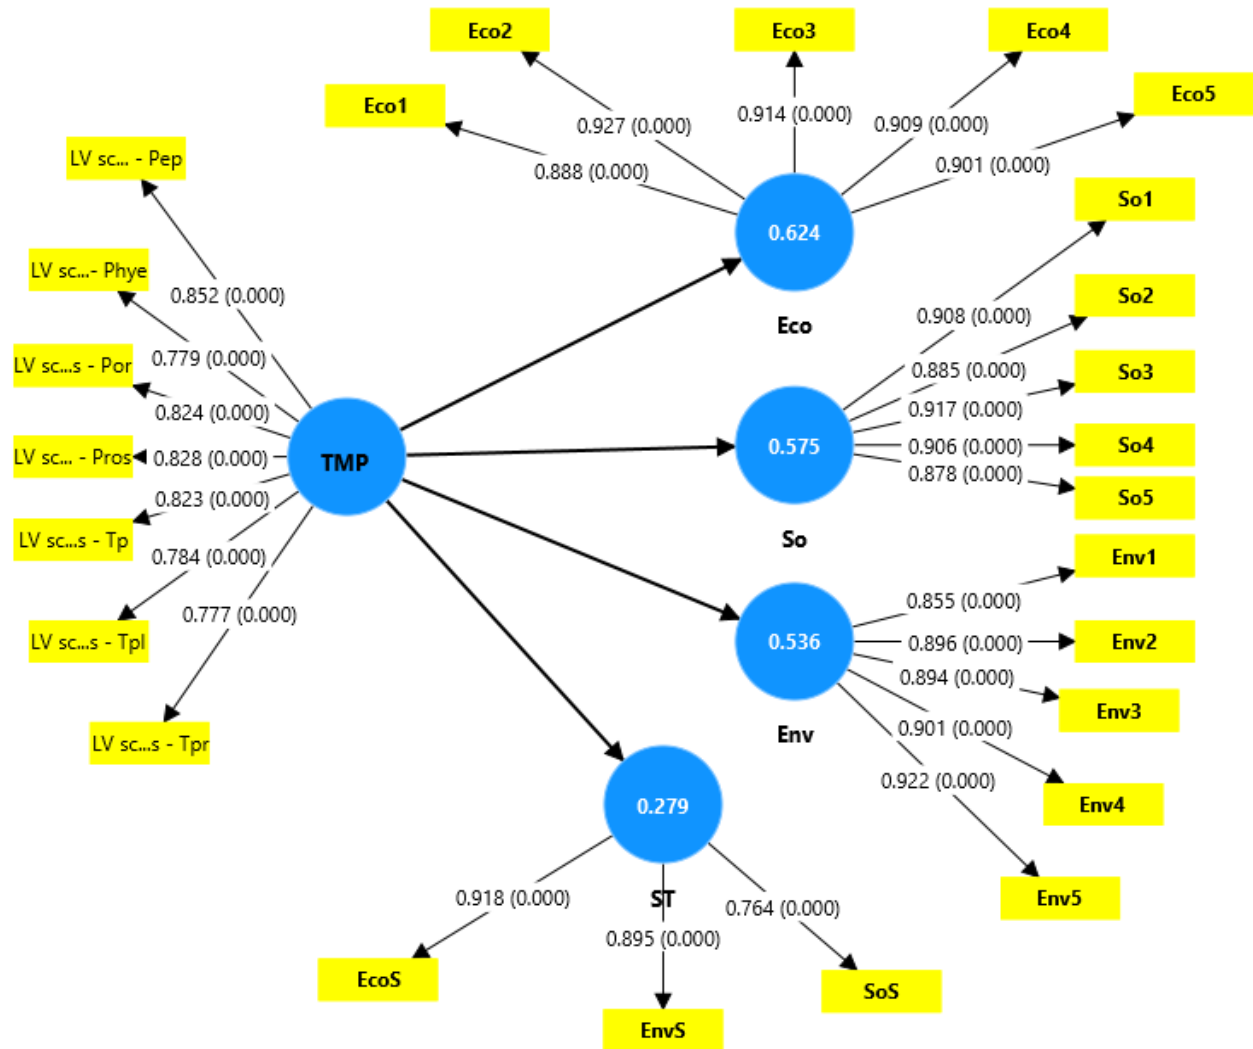 Eco2
Eco3
Eco4
Eco1
Eco5
0.927 (0.000)
0.914 (0.000)
0.909 (0.000)
0.888 (0.000)
0.901 (0.000)
LV sc... - Pep
LV sc...- Phye
LV sc...s - Por
LV sc... - Pros
LV sc...s - Tp
LV sc...s - Tpl
LV sc...s - Tpr
0.852 (0.000)
0.779 (0.000)
0.824 (0.000)
0.828 (0.000)
0.823 (0.000)
0.784 (0.000)
0.777 (0.000)
TMP
0.624
Eco
0.575
So
0.536
Env
0.279
ST
So1
So2
So3
So4
So5
0.908 (0.000)
0.885 (0.000)
0.917 (0.000)
0.906 (0.000)
0.878 (0.000)
Env1
Env2
Env3
Env4
Env5
0.855 (0.000)
0.896 (0.000)
0.894 (0.000)
0.901 (0.000)
0.922 (0.000)
0.918 (0.000)
0.895 (0.000)
0.764 (0.000)
EcoS
EnvS
SoS